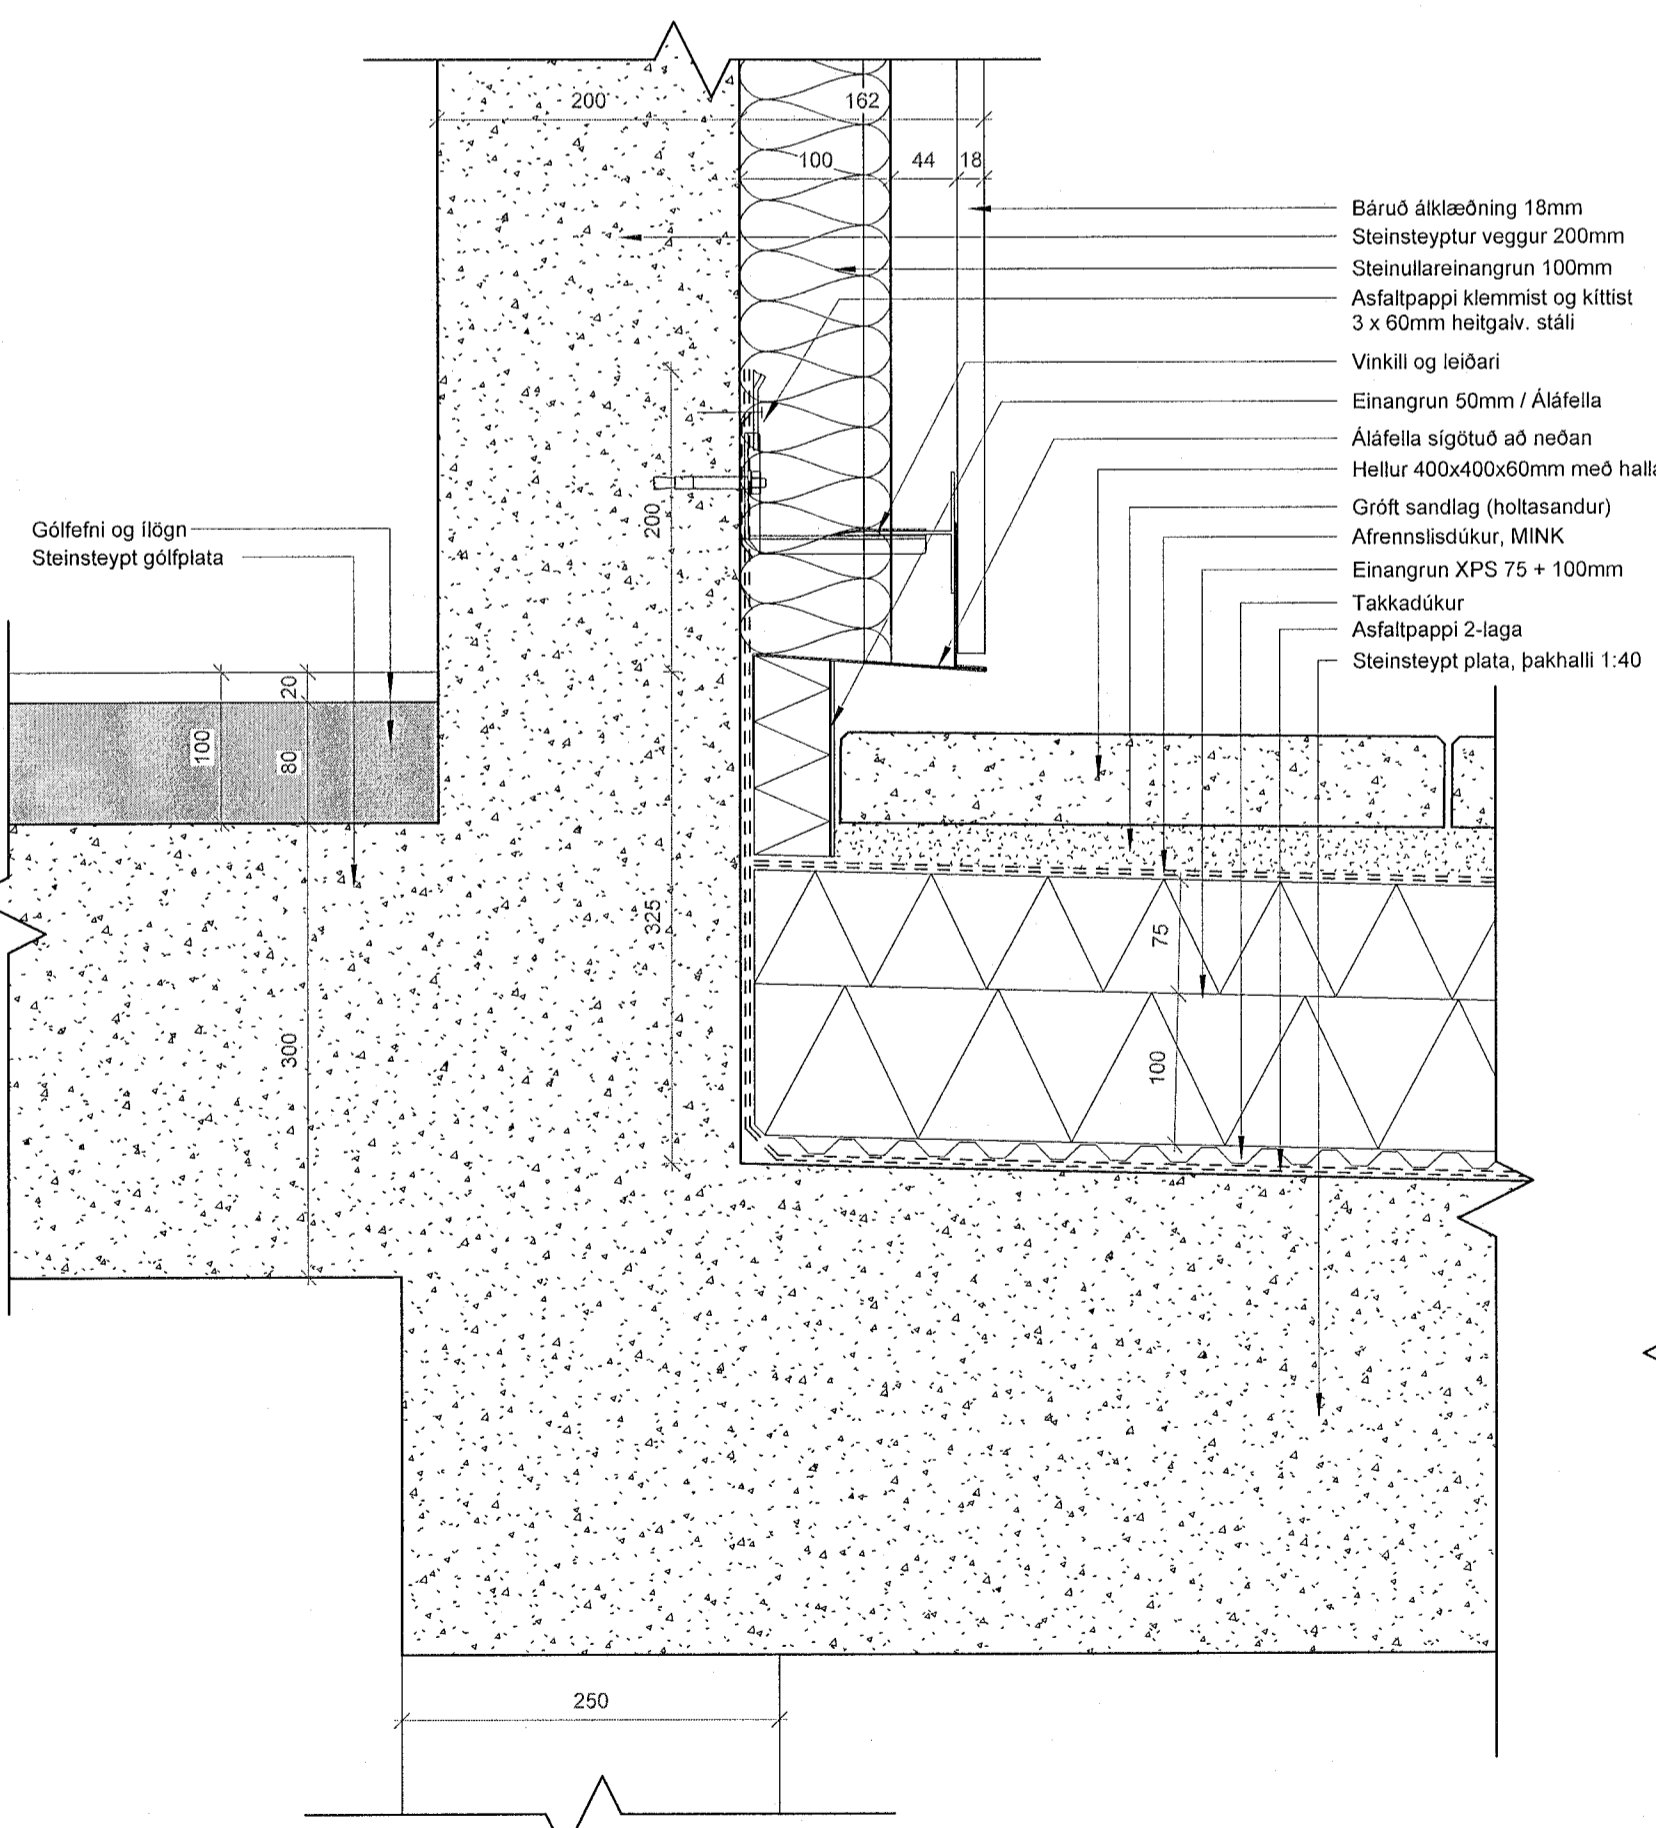 200
162
100
44
18
Báruð álklæðning 18mm
Steinsteyptur veggur 200mm
Steinullareinangrun 100mm
Asfaltpappi klemmist og kíttist
3 x 60mm heitgalv. stáli
Vinkill og leiðari
Einangrun 50mm / Áláfella
Áláfella sígötuð að neðan
Hellur 400x400x60mm með halla
Gróft sandlag (holtasandur)
Afrennslisdúkur, MINK
Einangrun XPS 75 + 100mm
Takkadúkur
Asfaltpappi 2-laga
Steinsteypt plata, þakhalli 1:40
Gólfefni og ílögn
Steinsteypt gólfplata
200
20
100
80
325
75
300
100
250